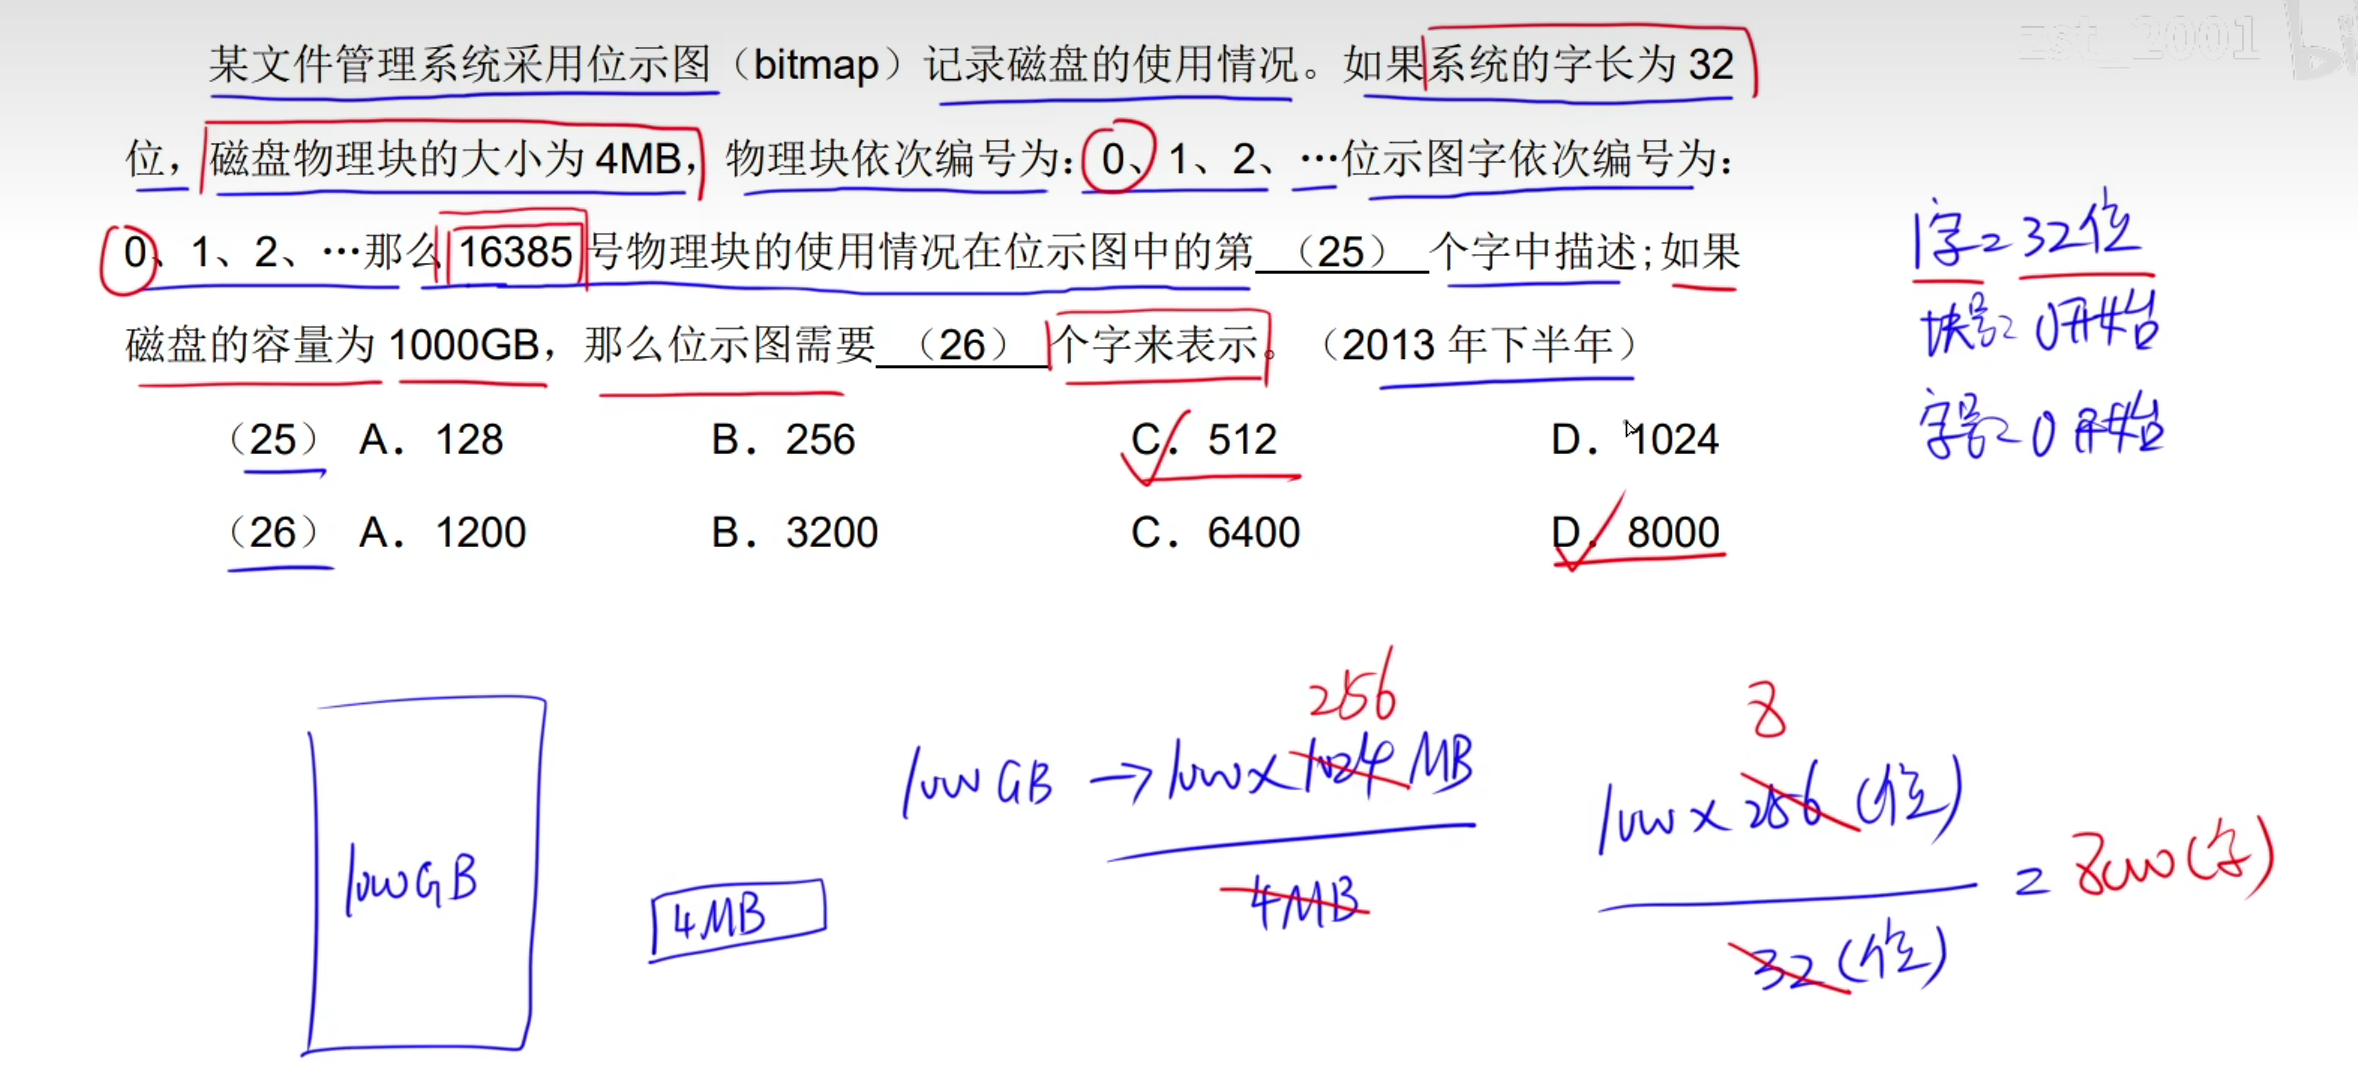 zst_2001
某文件管理系统采用位示图（bitmap）记录磁盘的使用情况。如果系统的字长为 32
位，磁盘物理块的大小为 4MB，物理块依次编号为：0、1、2、…位示图字依次编号为：
0、1、2、…那么 16385 号物理块的使用情况在位示图中的第 （25） 个字中描述;如果
磁盘的容量为 1000GB，那么位示图需要 （26） 个字来表示。（2013 年下半年）
（25） A. 128 B. 256 C. 512 D. 1024
（26） A. 1200 B. 3200 C. 6400 D. 8000
1字=32位
块号=0开始
字号=0开始
1000GB
4MB
256
1000GB → 1000×1024MB
4MB
8
1000×256(位)
32(位)
= 8000(字)